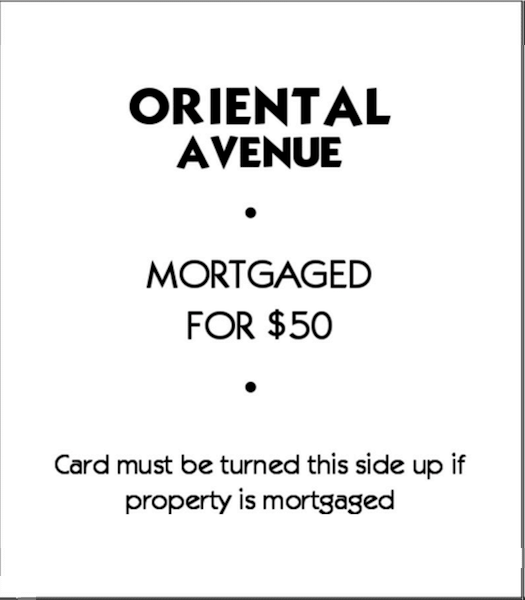 ORIENTAL
AVENUE
•
MORTGAGED
FOR $50
•
Card must be turned this side up if
property is mortgaged